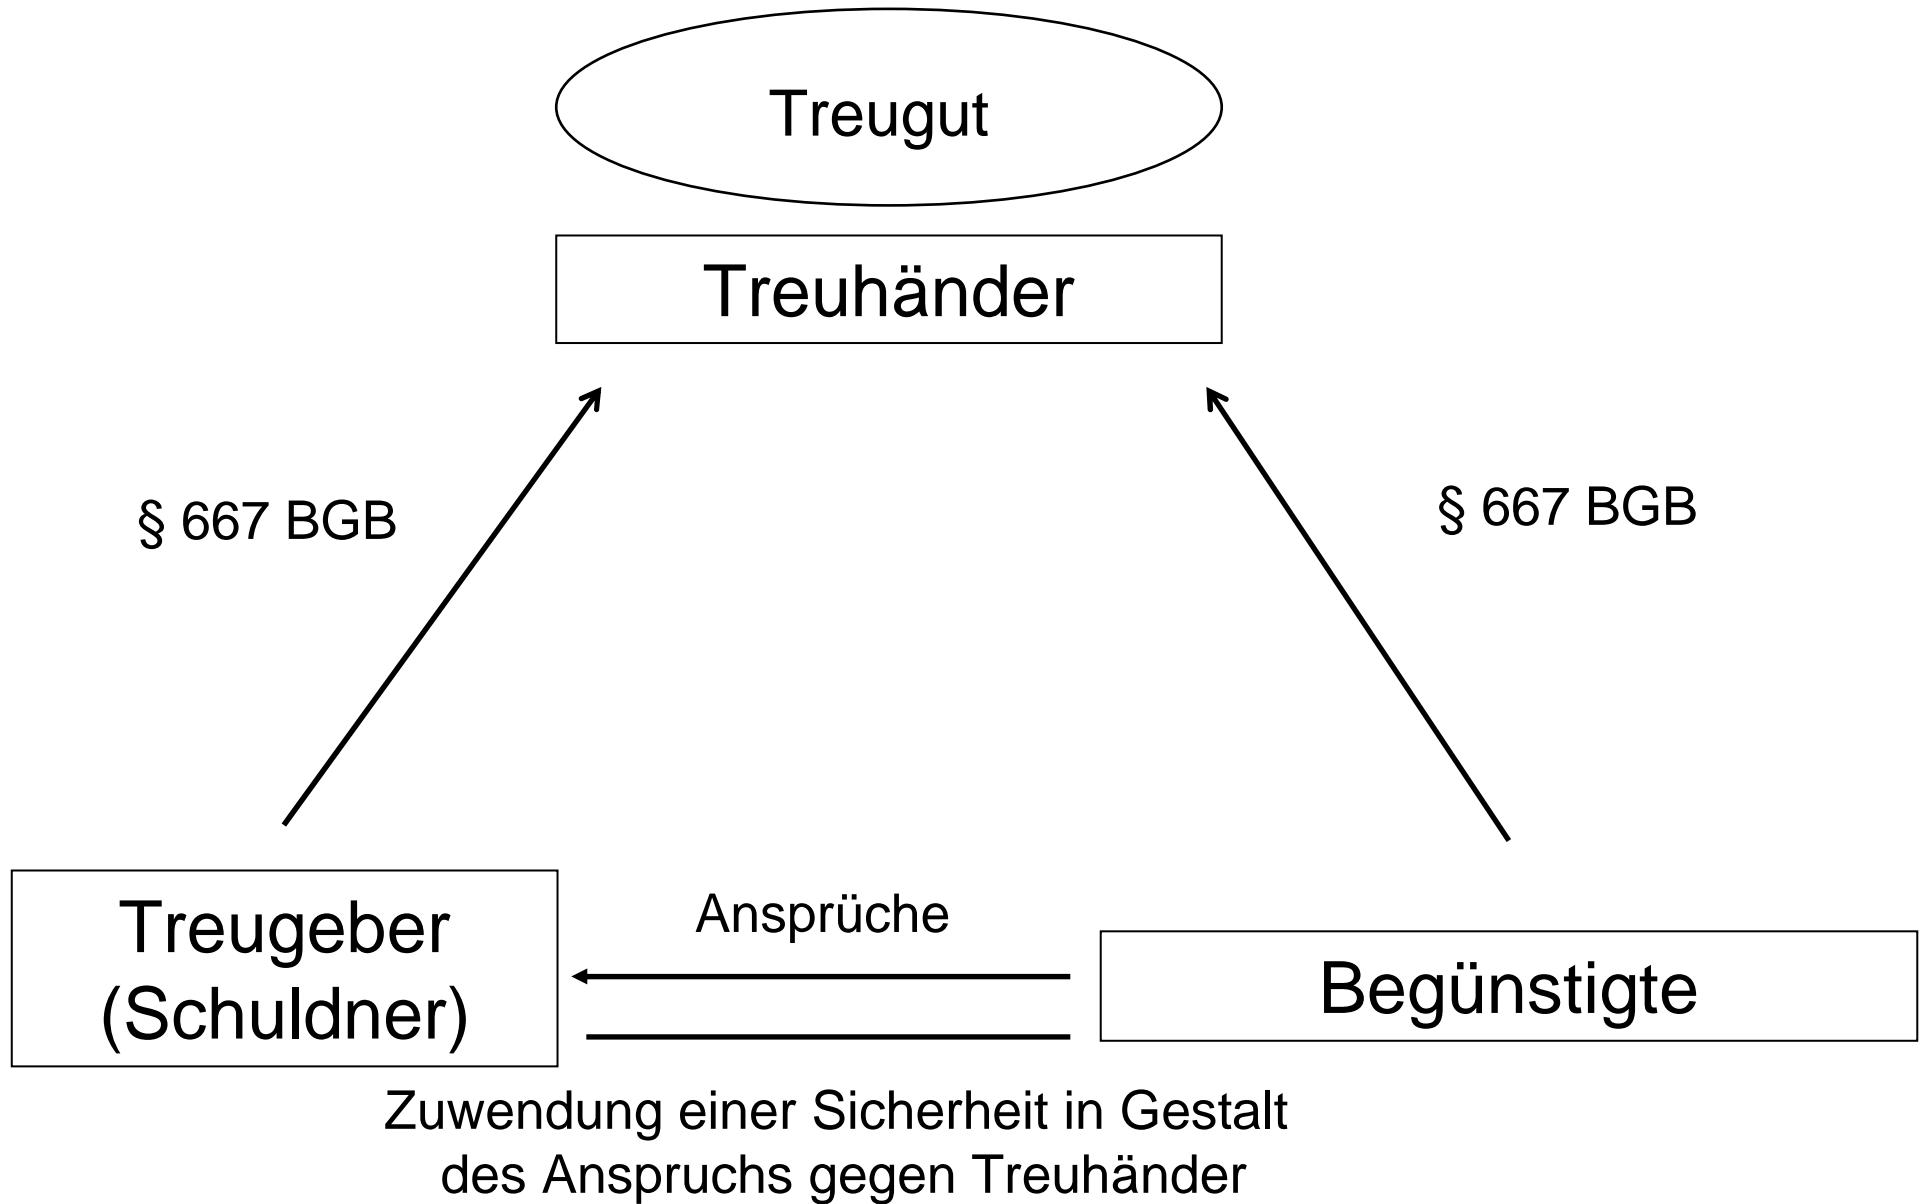 Treugut
Treuhänder
§ 667 BGB
§ 667 BGB
Treugeber
(Schuldner)
Ansprüche
Begünstigte
Zuwendung einer Sicherheit in Gestalt
des Anspruchs gegen Treuhänder